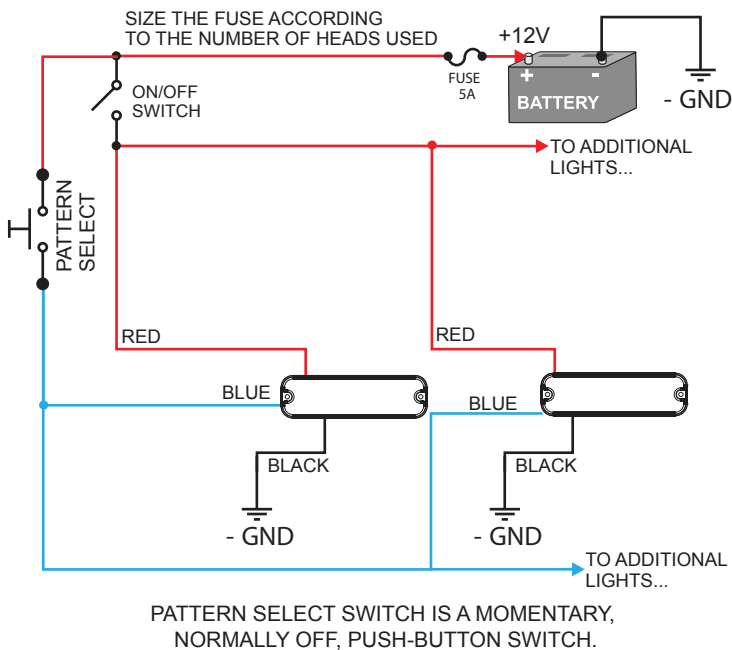 SIZE THE FUSE ACCORDING
TO THE NUMBER OF HEADS USED
+12V
FUSE
5A
+ -
BATTERY
- GND
ON/OFF
SWITCH
TO ADDITIONAL
LIGHTS...
PATTERN
SELECT
RED
RED
BLUE
BLUE
BLACK
BLACK
- GND
- GND
TO ADDITIONAL
LIGHTS...
PATTERN SELECT SWITCH IS A MOMENTARY,
NORMALLY OFF, PUSH-BUTTON SWITCH.